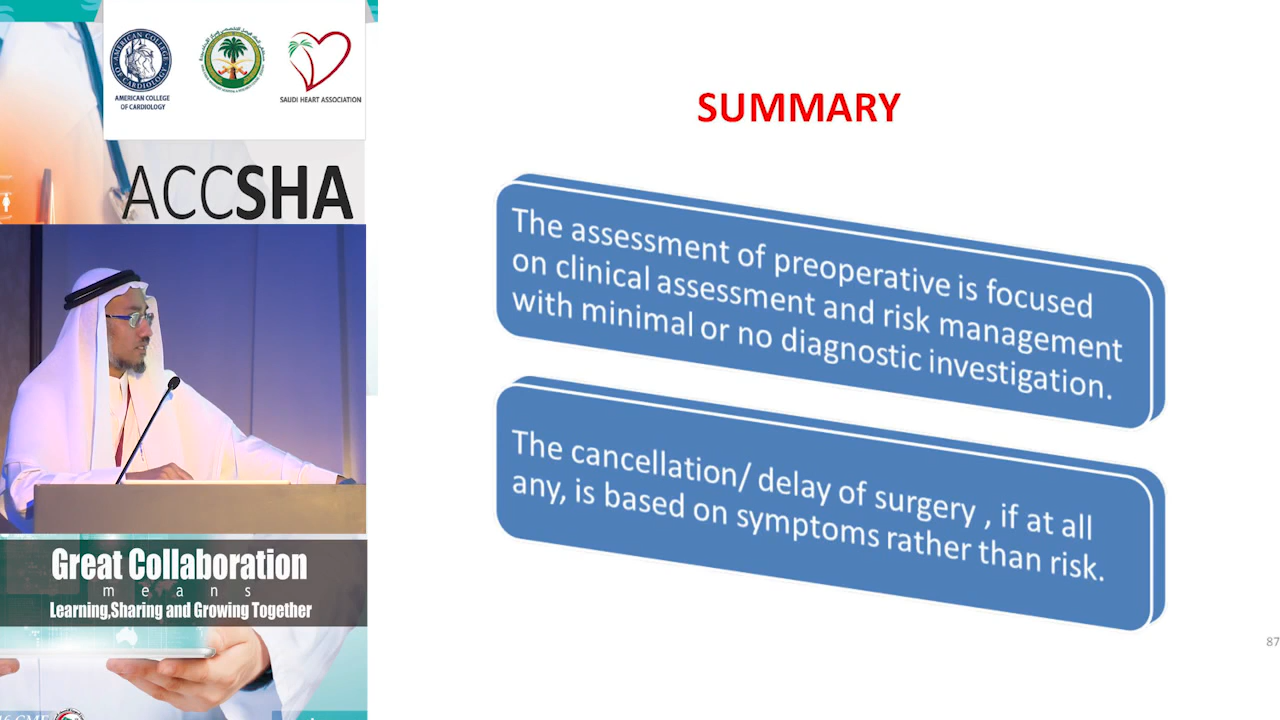 AMERICAN COLLEGE
OF CARDIOLOGY
SAUDI HEART ASSOCIATION
ACCSHA
Great Collaboration
means
Learning,Sharing and Growing Together
SUMMARY
The assessment of preoperative is focused
on clinical assessment and risk management
with minimal or no diagnostic investigation.
The cancellation/ delay of surgery , if at all
any, is based on symptoms rather than risk.
87